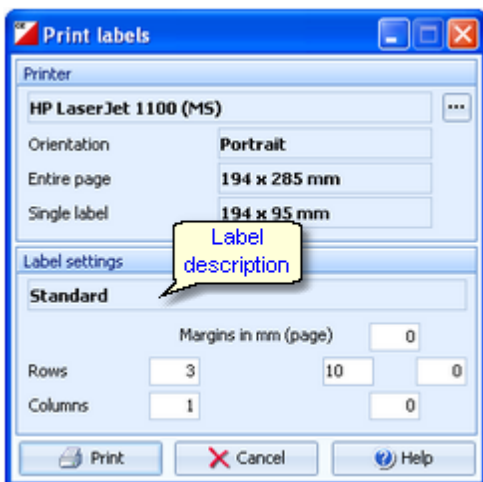 Print labels
Printer
HP LaserJet 1100 (MS)
...
Orientation Portrait
Entire page 194 x 285 mm
Single label 194 x 95 mm
Label
description
Label settings
Standard
Margins in mm (page) 0
Rows 3 10 0
Columns 1 0
Print Cancel Help